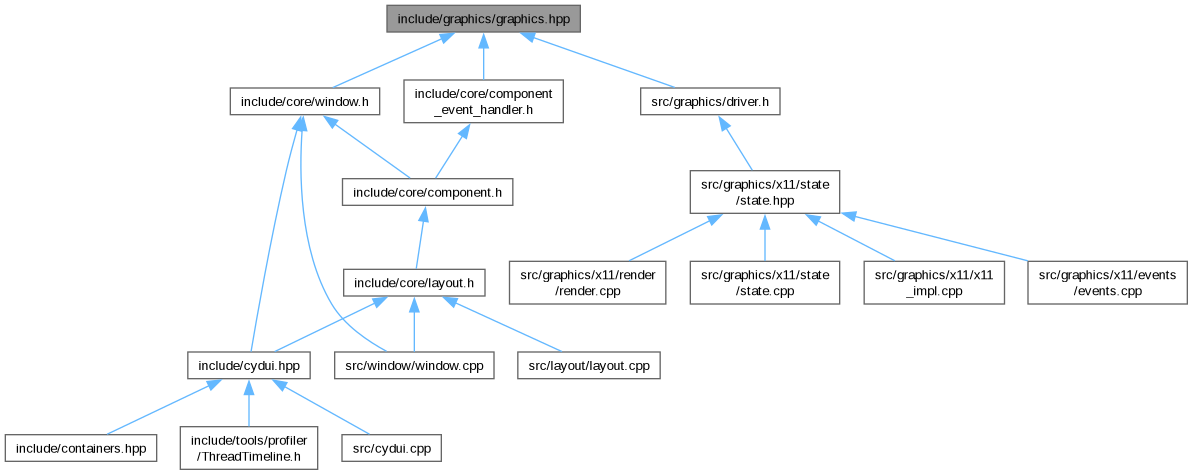 include/graphics/graphics.hpp
include/core/window.h
include/core/component
_event_handler.h
src/graphics/driver.h
include/core/component.h
src/graphics/x11/state
/state.hpp
include/core/layout.h
src/graphics/x11/render
/render.cpp
src/graphics/x11/state
/state.cpp
src/graphics/x11/x11
_impl.cpp
src/graphics/x11/events
/events.cpp
include/cydui.hpp
src/window/window.cpp
src/layout/layout.cpp
include/containers.hpp
include/tools/profiler
/ThreadTimeline.h
src/cydui.cpp